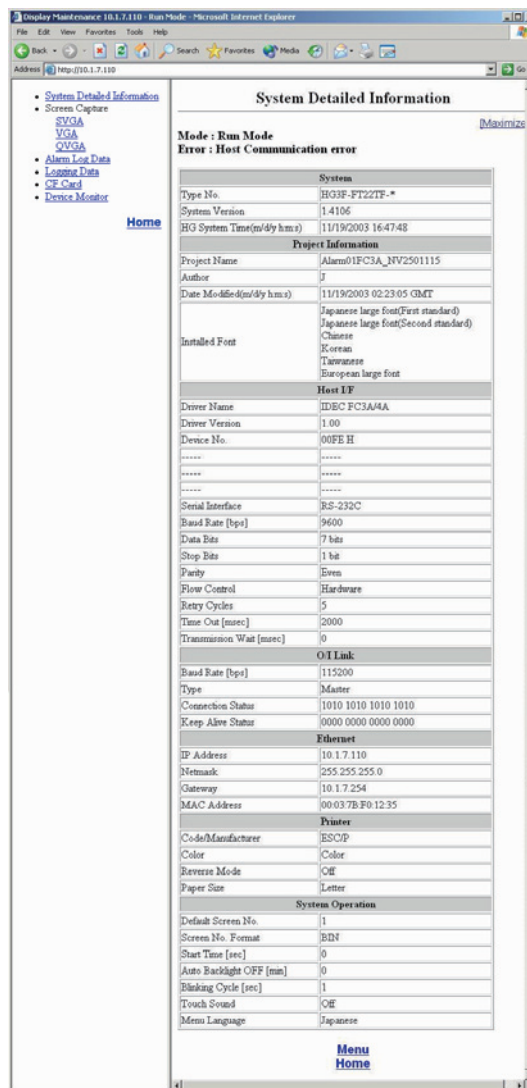 Display Maintenance 10.1.7.110 - Run Mode - Microsoft Internet Explorer
File Edit View Favorites Tools Help
Back Search Favorites Media
Address http://10.1.7.110 Go
System Detailed Information
Screen Capture
SVGA
VGA
QVGA
Alarm Log Data
Logging Data
CF Card
Device Monitor
Home
System Detailed Information
[Maximize
Mode : Run Mode
Error : Host Communication error
System
Type No. HG3F-FT22TF-*
System Version 1.4106
HG System Time(m/d/y h:m:s) 11/19/2003 16:47:48
Project Information
Project Name Alarm01FC3A_NV2501115
Author J
Date Modified(m/d/y h:m:s) 11/19/2003 02:23:05 GMT
Installed Font Japanese large font(First standard)
Japanese large font(Second standard)
Chinese
Korean
Taiwanese
European large font
Host I/F
Driver Name IDEC FC3A/4A
Driver Version 1.00
Device No. 00FE H
----- -----
----- -----
----- -----
Serial Interface RS-232C
Baud Rate [bps] 9600
Data Bits 7 bits
Stop Bits 1 bit
Parity Even
Flow Control Hardware
Retry Cycles 5
Time Out [msec] 2000
Transmission Wait [msec] 0
O/I Link
Baud Rate [bps] 115200
Type Master
Connection Status 1010 1010 1010 1010
Keep Alive Status 0000 0000 0000 0000
Ethernet
IP Address 10.1.7.110
Netmask 255.255.255.0
Gateway 10.1.7.254
MAC Address 00:03:7B:F0:12:35
Printer
Code/Manufacturer ESC/P
Color Color
Reverse Mode Off
Paper Size Letter
System Operation
Default Screen No. 1
Screen No. Format BIN
Start Time [sec] 0
Auto Backlight OFF [min] 0
Blinking Cycle [sec] 1
Touch Sound Off
Menu Language Japanese
Menu
Home